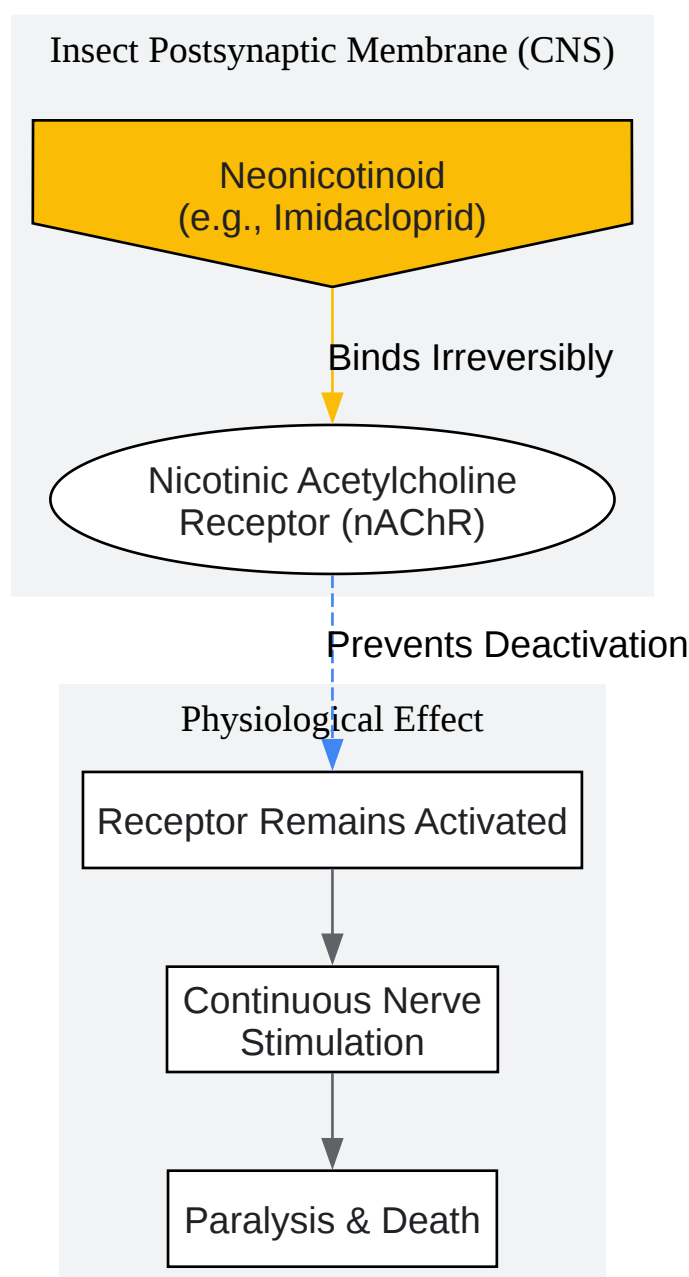 Insect Postsynaptic Membrane (CNS)
Neonicotinoid
(e.g., Imidacloprid)
Binds Irreversibly
Nicotinic Acetylcholine
Receptor (nAChR)
Prevents Deactivation
Physiological Effect
Receptor Remains Activated
Continuous Nerve
Stimulation
Paralysis & Death